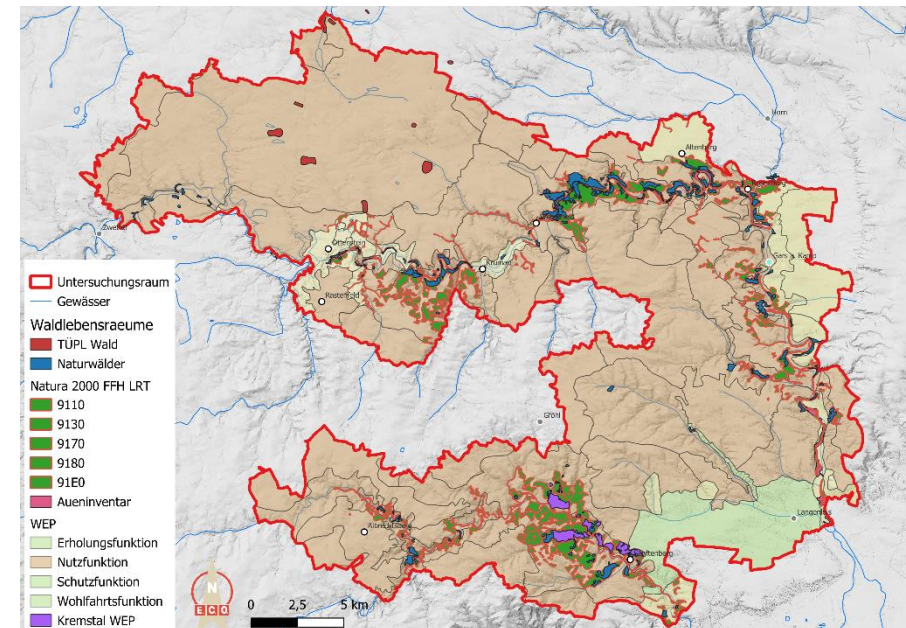 Horn
Altenburg
Zwettl
Ottenstein
Krumau
Gars a. Kamp
Rastenfeld
Untersuchungsraum
Gewässer
Waldlebensraeume
TÜPL Wald
Naturwälder
Natura 2000 FFH LRT
9110
9130
9170
9180
91E0
Aueninventar
WEP
Erholungsfunktion
Nutzfunktion
Schutzfunktion
Wohlfahrtsfunktion
Kremstal WEP
Gföhl
Langenlois
Albrechtsberg
Senftenberg
N
ECO
0 2,5 5 km